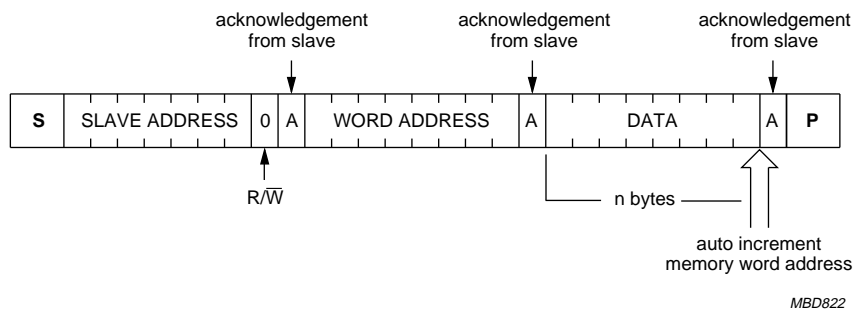 acknowledgement
from slave
acknowledgement
from slave
acknowledgement
from slave
S SLAVE ADDRESS 0 A WORD ADDRESS A DATA A P
R/W̅
n bytes
auto increment
memory word address
MBD822